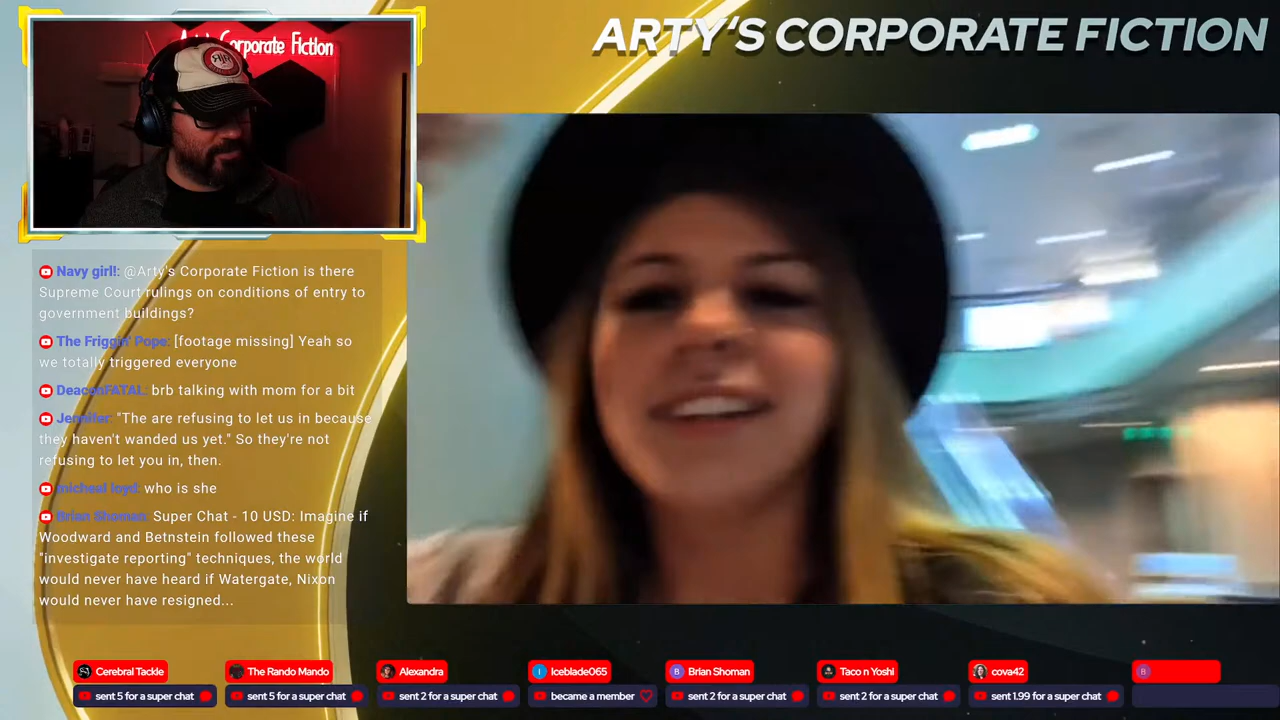 ARTY'S CORPORATE FICTION
Arty's Corporate Fiction
Navy girl!: @Arty's Corporate Fiction is there
Supreme Court rulings on conditions of entry to
government buildings?
The Friggin' Pope: [footage missing] Yeah so
we totally triggered everyone
DeaconFATAL: brb talking with mom for a bit
Jennifer: "The are refusing to let us in because
they haven't wanded us yet." So they're not
refusing to let you in, then.
micheal loyd: who is she
Brian Shoman: Super Chat - 10 USD: Imagine if
Woodward and Betnstein followed these
"investigate reporting" techniques, the world
would never have heard if Watergate, Nixon
would never have resigned...
Cerebral Tackle
sent 5 for a super chat
The Rando Mando
sent 5 for a super chat
Alexandra
sent 2 for a super chat
Iceblade065
became a member
B Brian Shoman
sent 2 for a super chat
Taco n Yoshi
sent 2 for a super chat
cova42
sent 1.99 for a super chat
B